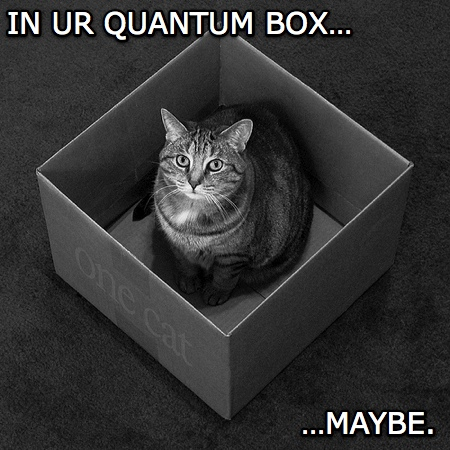 IN UR QUANTUM BOX...
one cat
...MAYBE.